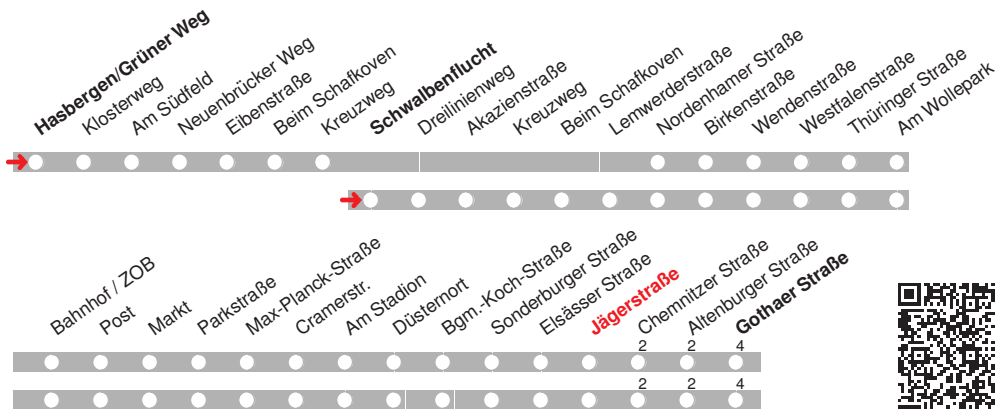 Hasbergen/Grüner Weg
Klosterweg
Am Südfeld
Neuenbrücker Weg
Eibenstraße
Beim Schafkoven
Kreuzweg
Schwalbenflucht
Dreilinienweg
Akazienstraße
Kreuzweg
Beim Schafkoven
Lemwerderstraße
Nordenhamer Straße
Birkenstraße
Wendenstraße
Westfalenstraße
Thüringer Straße
Am Wollepark
Bahnhof / ZOB
Post
Markt
Parkstraße
Max-Planck-Straße
Cramerstr.
Am Stadion
Düsternort
Bgm.-Koch-Straße
Sonderburger Straße
Elsässer Straße
Jägerstraße
Chemnitzer Straße
Altenburger Straße
Gothaer Straße
2 2 4
2 2 4